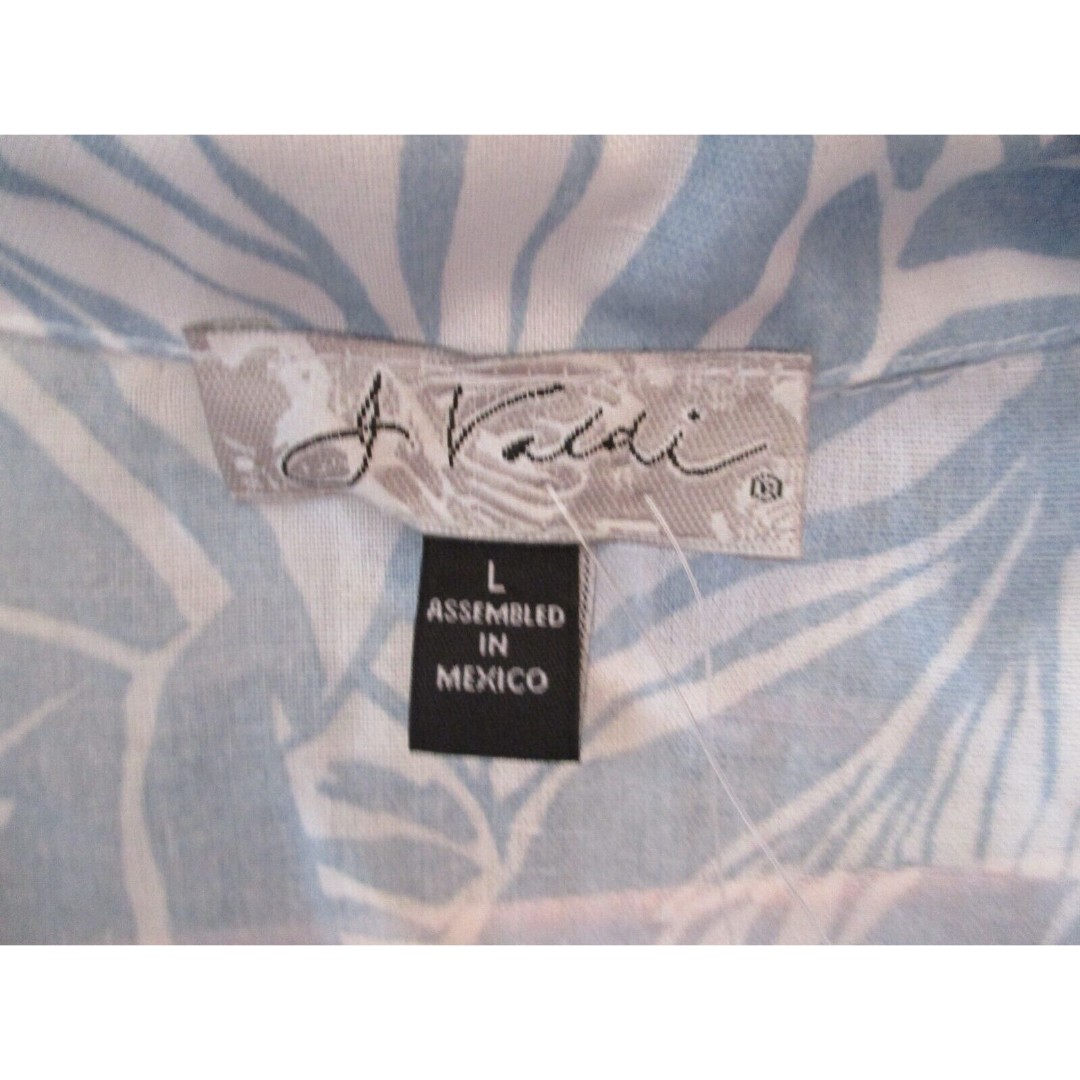 J Valdi ®
L
ASSEMBLED
IN
MEXICO